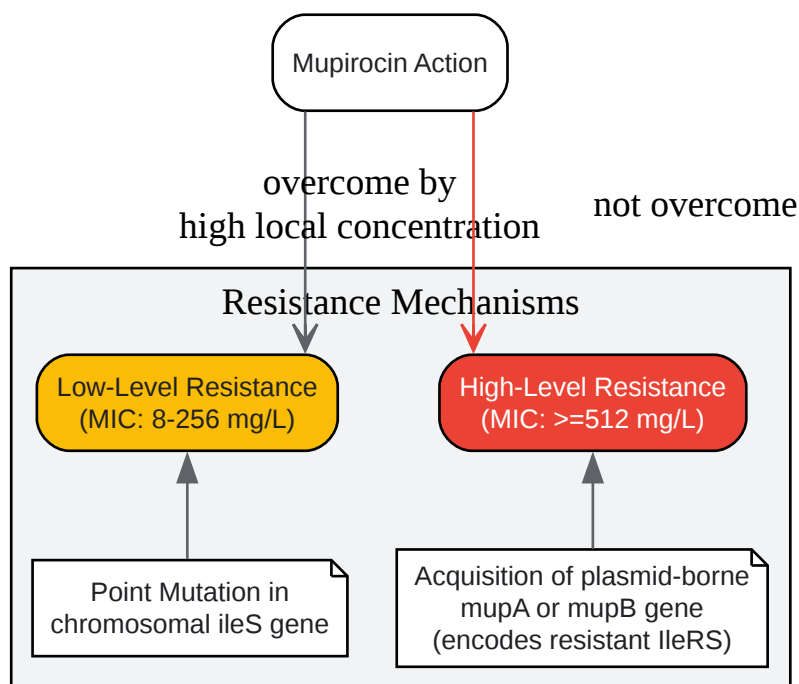 Mupirocin Action
overcome by
high local concentration
not overcome
Resistance Mechanisms
Low-Level Resistance
(MIC: 8-256 mg/L)
High-Level Resistance
(MIC: >=512 mg/L)
Point Mutation in
chromosomal ileS gene
Acquisition of plasmid-borne
mupA or mupB gene
(encodes resistant IleRS)